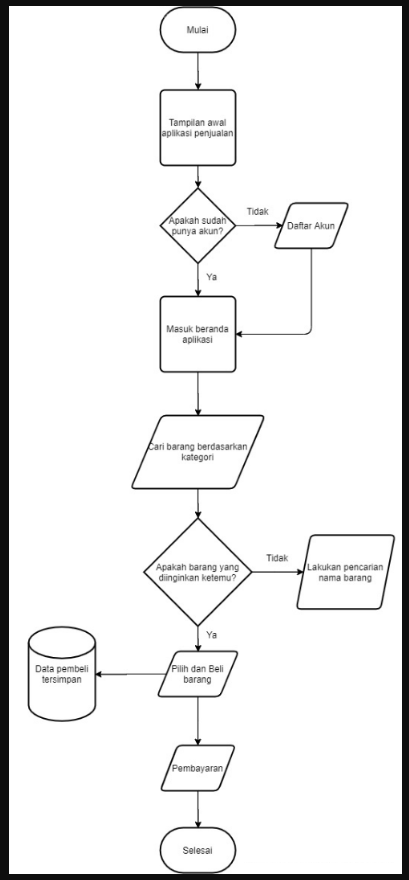 Mulai
Tampilan awal
aplikasi penjualan
Apakah sudah
punya akun?
Tidak
Daftar Akun
Ya
Masuk beranda
aplikasi
Cari barang berdasarkan
kategori
Apakah barang yang
diinginkan ketemu?
Tidak
Lakukan pencarian
nama barang
Ya
Data pembeli
tersimpan
Pilih dan Beli
barang
Pembayaran
Selesai